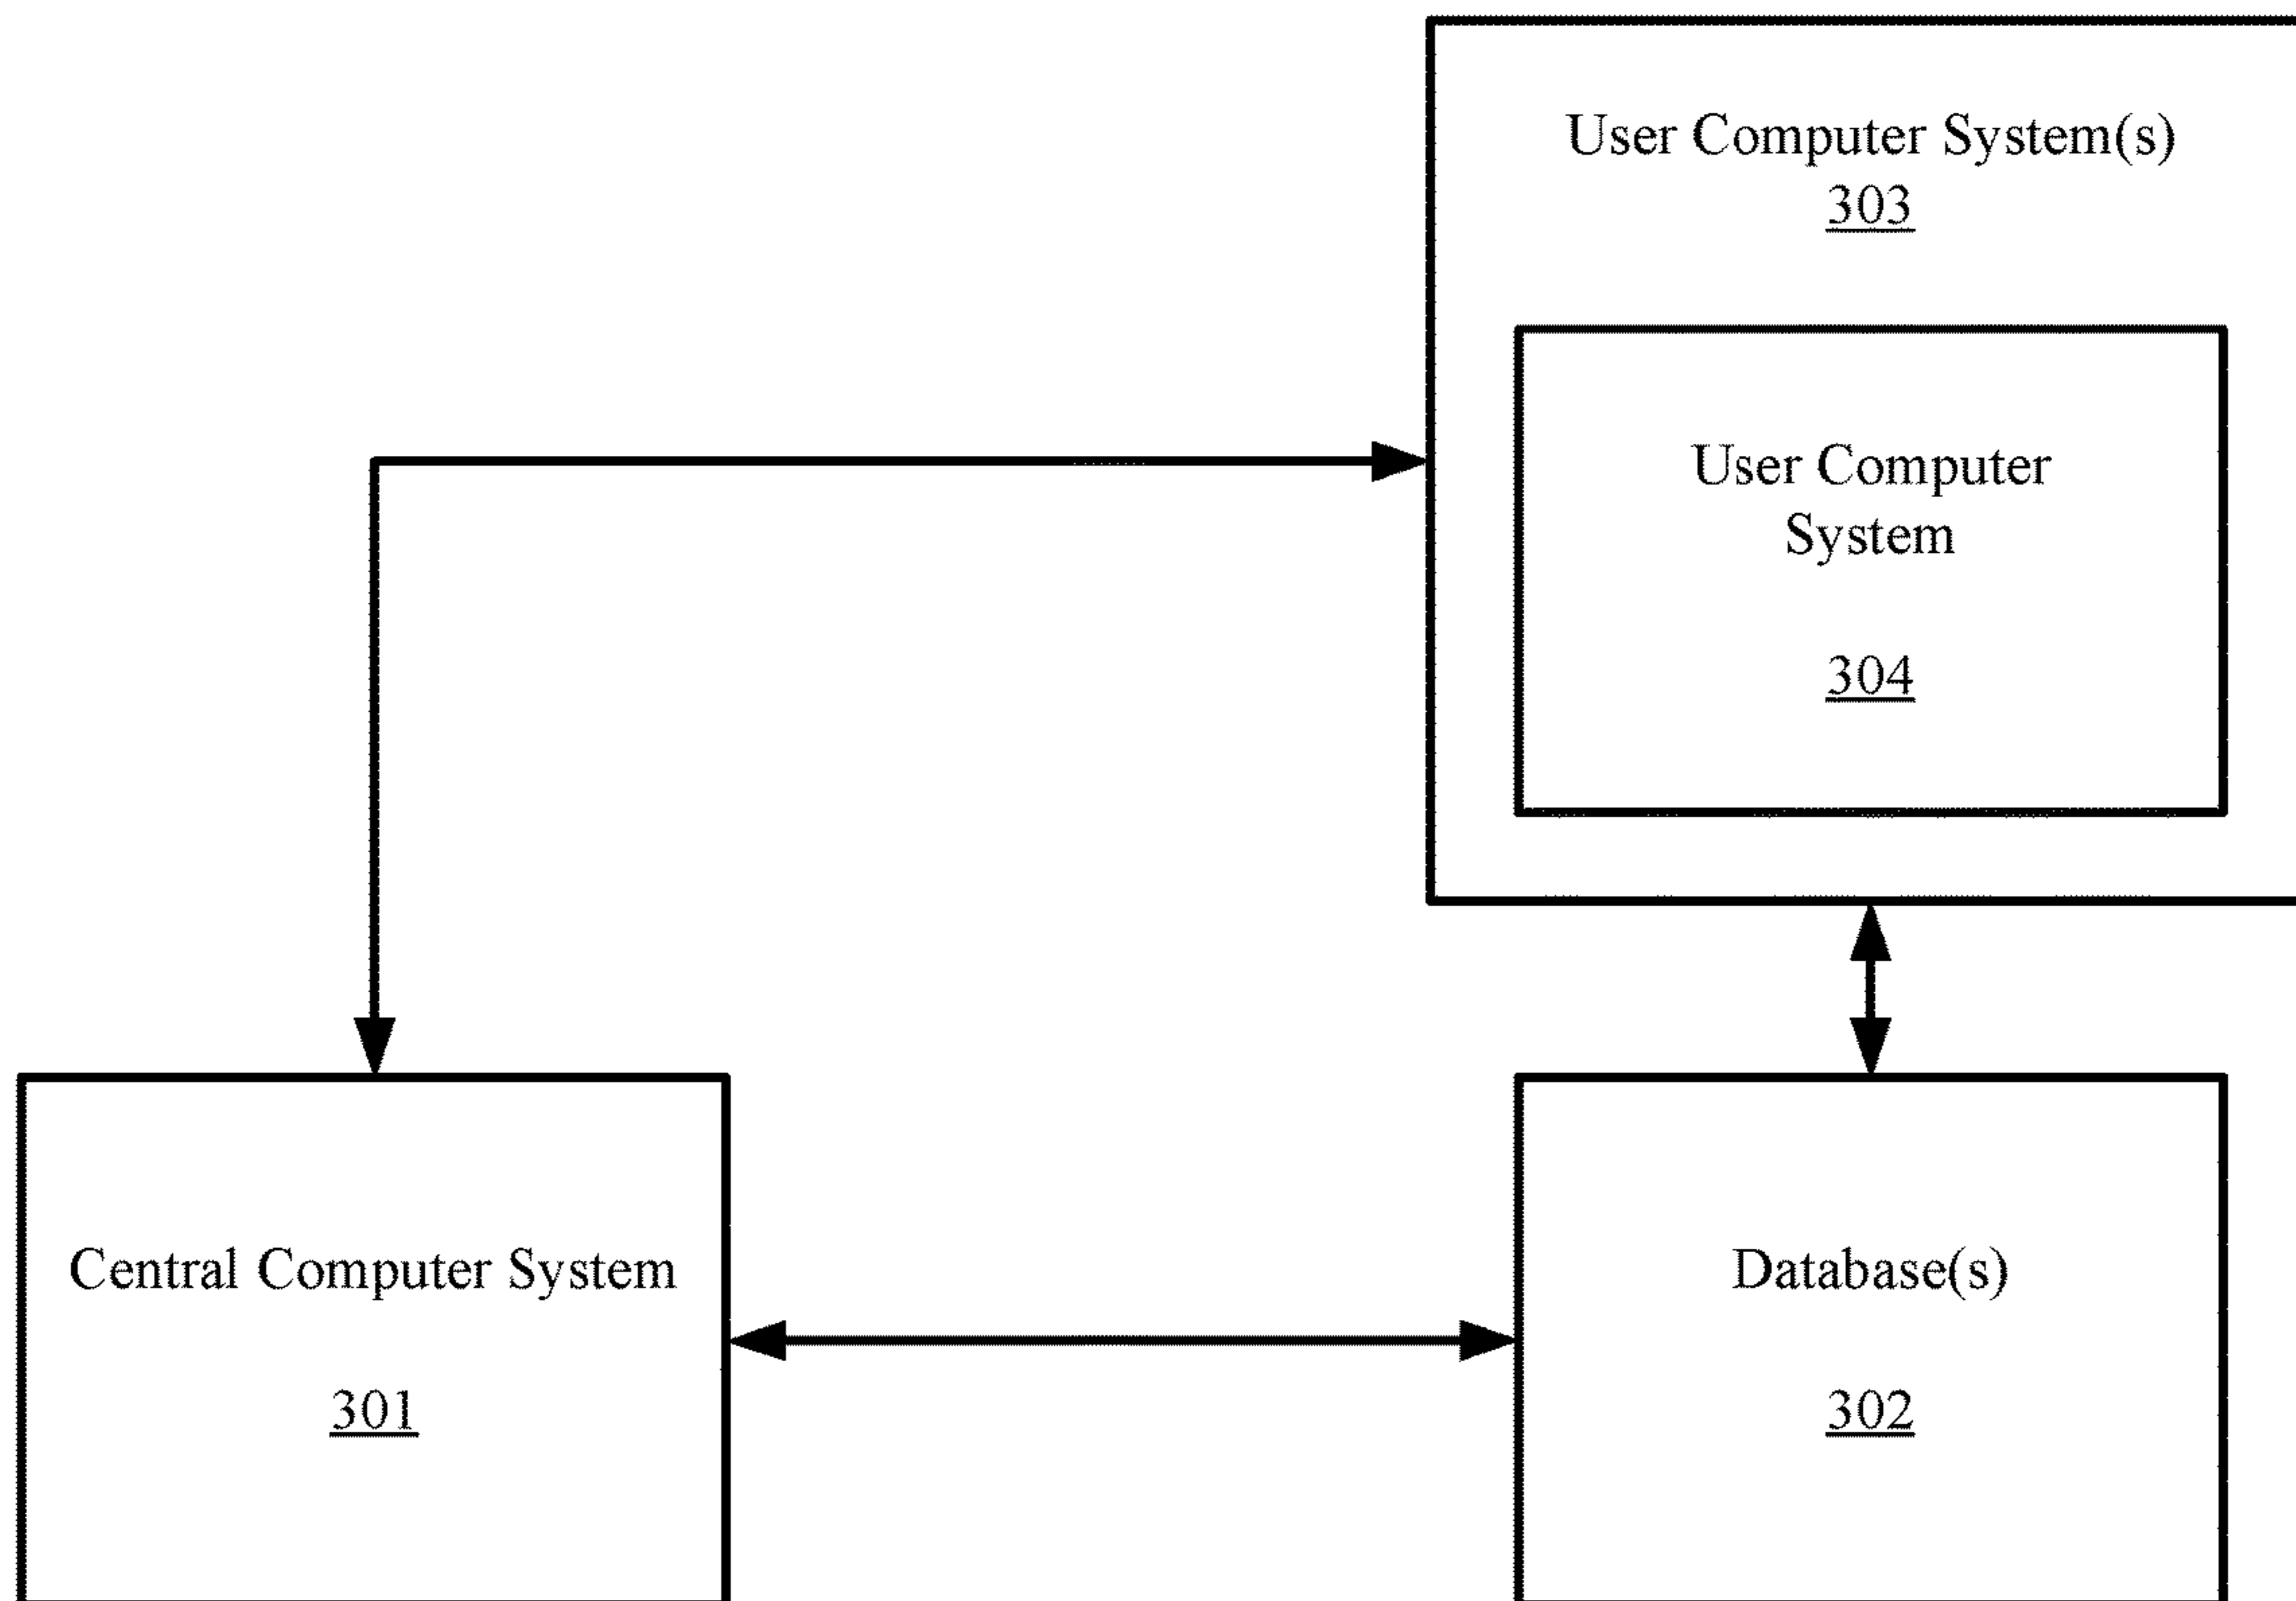 User Computer System(s)
303
User Computer
System
304
Central Computer System
301
Database(s)
302